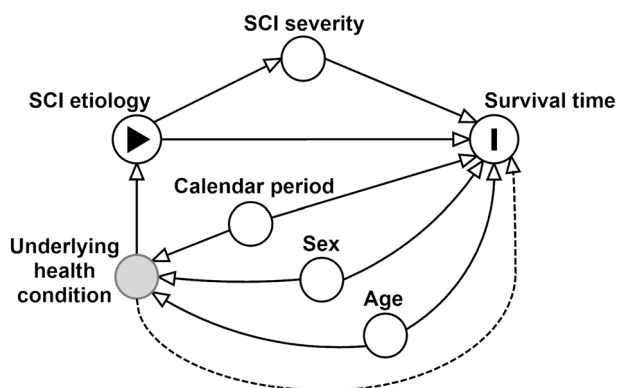 SCI severity
SCI etiology
Survival time
Calendar period
Underlying
health
condition
Sex
Age